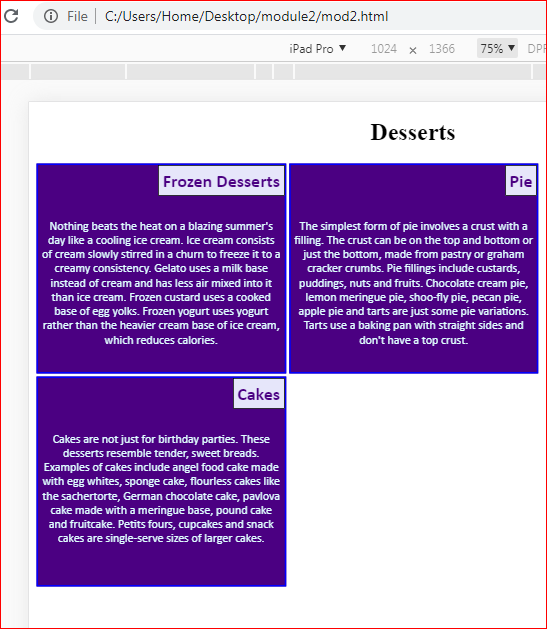 File | C:/Users/Home/Desktop/module2/mod2.html
iPad Pro ▼ 1024 × 1366 75% ▼ DPR
Desserts
Frozen Desserts
Nothing beats the heat on a blazing summer's
day like a cooling ice cream. Ice cream consists
of cream slowly stirred in a churn to freeze it to a
creamy consistency. Gelato uses a milk base
instead of cream and has less air mixed into it
than ice cream. Frozen custard uses a cooked
base of egg yolks. Frozen yogurt uses yogurt
rather than the heavier cream base of ice cream,
which reduces calories.
Pie
The simplest form of pie involves a crust with a
filling. The crust can be on the top and bottom or
just the bottom, made from pastry or graham
cracker crumbs. Pie fillings include custards,
puddings, nuts and fruits. Chocolate cream pie,
lemon meringue pie, shoo-fly pie, pecan pie,
apple pie and tarts are just some pie variations.
Tarts use a baking pan with straight sides and
don't have a top crust.
Cakes
Cakes are not just for birthday parties. These
desserts resemble tender, sweet breads.
Examples of cakes include angel food cake made
with egg whites, sponge cake, flourless cakes like
the sachertorte, German chocolate cake, pavlova
cake made with a meringue base, pound cake
and fruitcake. Petits fours, cupcakes and snack
cakes are single-serve sizes of larger cakes.